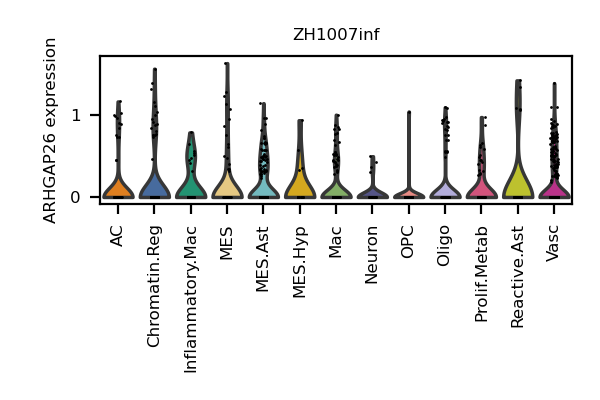 ZH1007inf
ARHGAP26 expression
1
0
AC
Chromatin.Reg
Inflammatory.Mac
MES
MES.Ast
MES.Hyp
Mac
Neuron
OPC
Oligo
Prolif.Metab
Reactive.Ast
Vasc